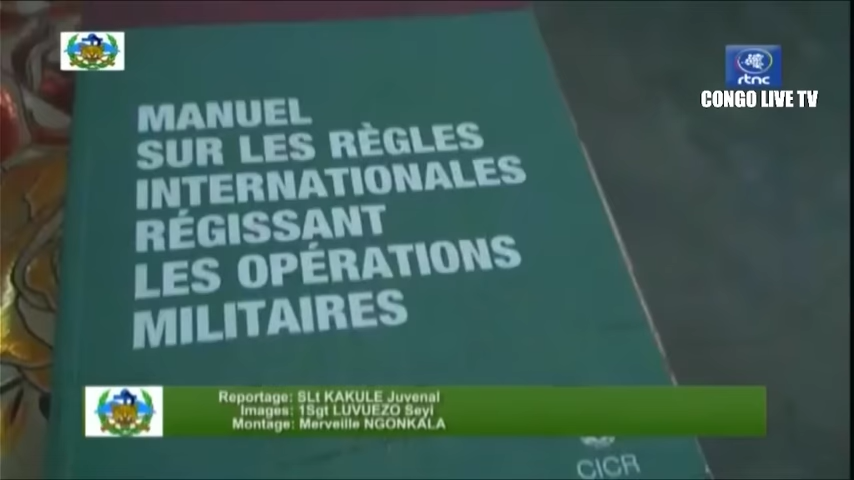 rtnc
CONGO LIVE TV
MANUEL
SUR LES RÈGLES
INTERNATIONALES
RÉGISSANT
LES OPÉRATIONS
MILITAIRES
Reportage: SLt KAKULE Juvenal
Images: 1Sgt LUVUEZO Seyi
Montage: Merveille NGONKALA
CICR